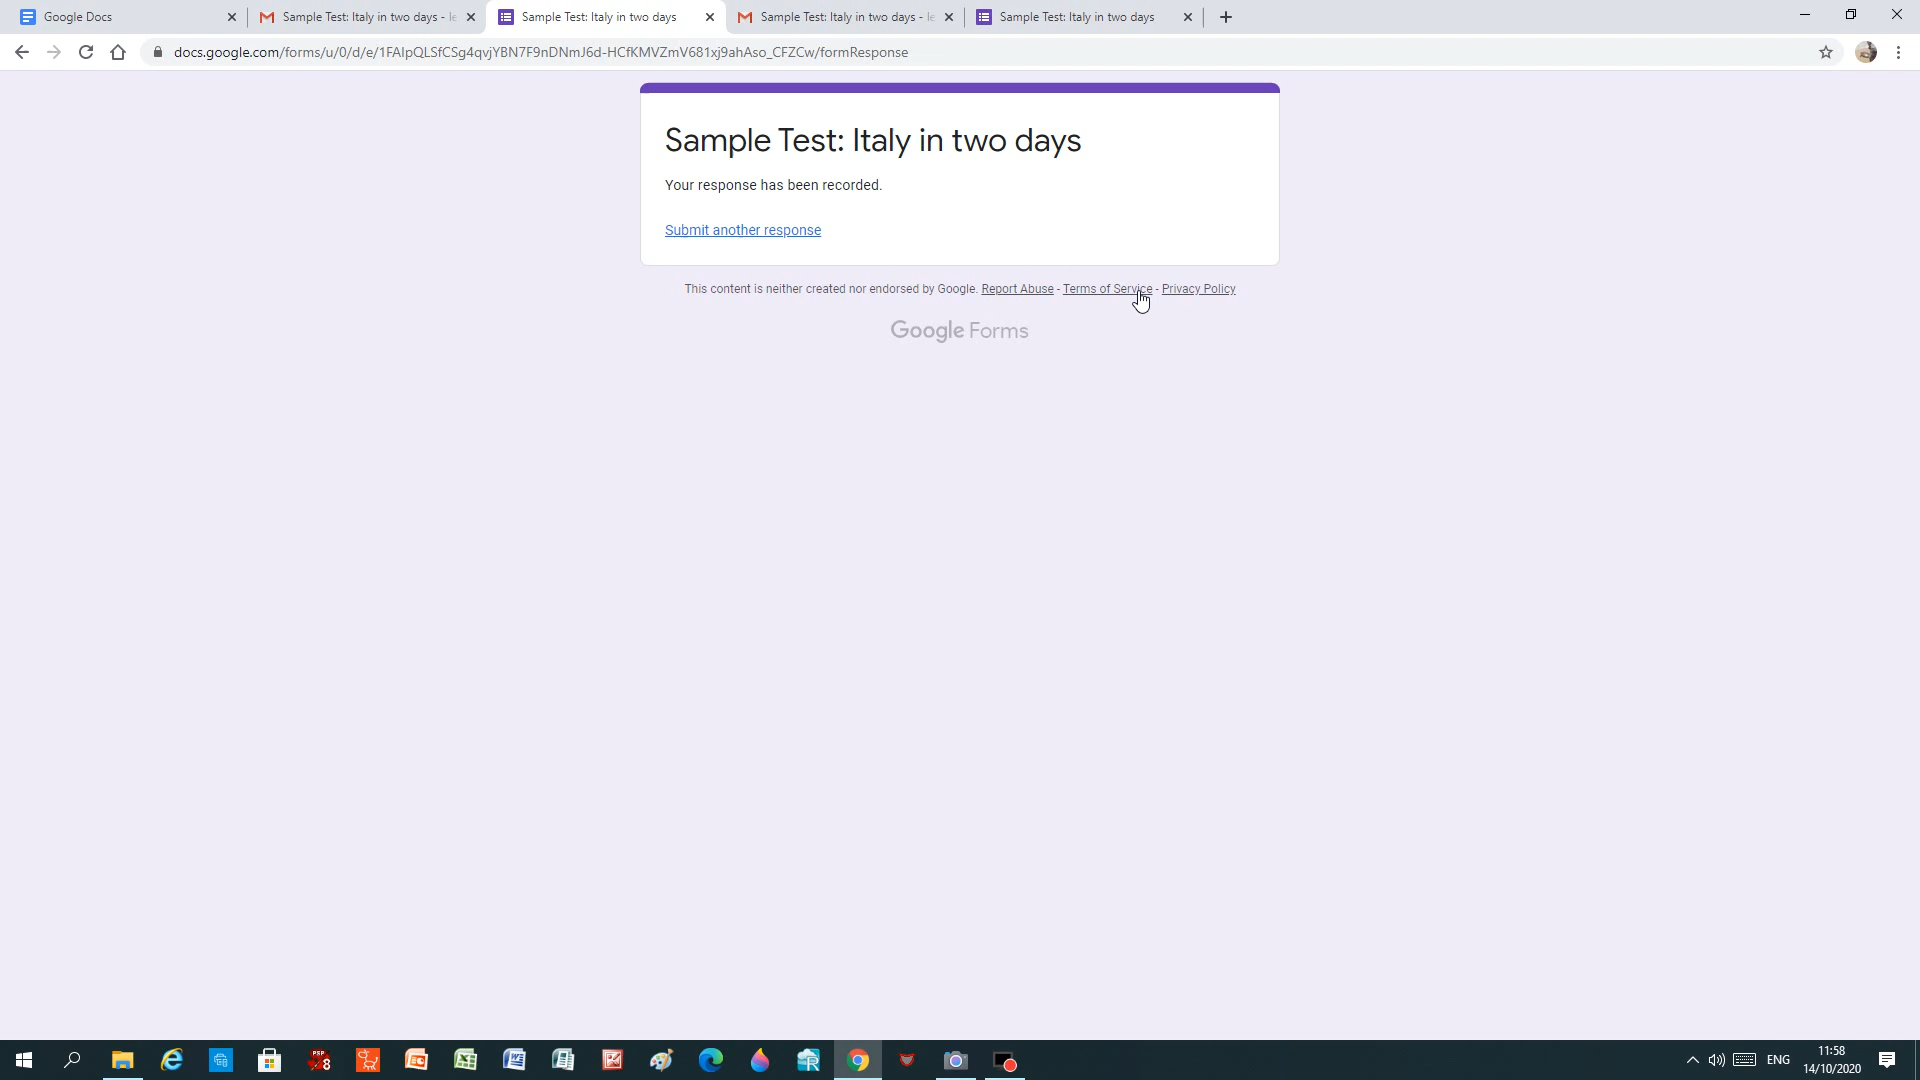 Google Docs
Sample Test: Italy in two days - le
Sample Test: Italy in two days
Sample Test: Italy in two days - le
Sample Test: Italy in two days
docs.google.com/forms/u/0/d/e/1FAIpQLSfCSg4qvjYBN7F9nDNmJ6d-HCfKMVZmV681xj9ahAso_CFZCw/formResponse
Sample Test: Italy in two days
Your response has been recorded.
Submit another response
This content is neither created nor endorsed by Google. Report Abuse - Terms of Service - Privacy Policy
Google Forms
ENG
11:58
14/10/2020